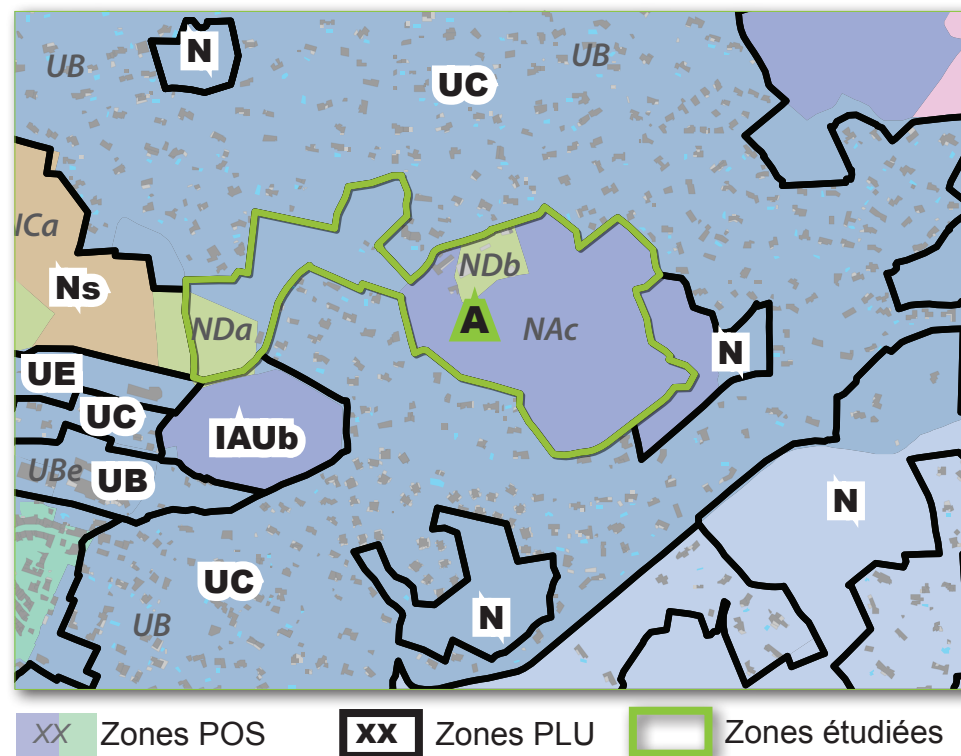 N
UB
UB
UC
ICa
Ns
NDb
A
NAc
NDa
N
UE
UC
IAUb
UBe
UB
N
UC
N
UB
XX Zones POS
XX Zones PLU
Zones étudiées